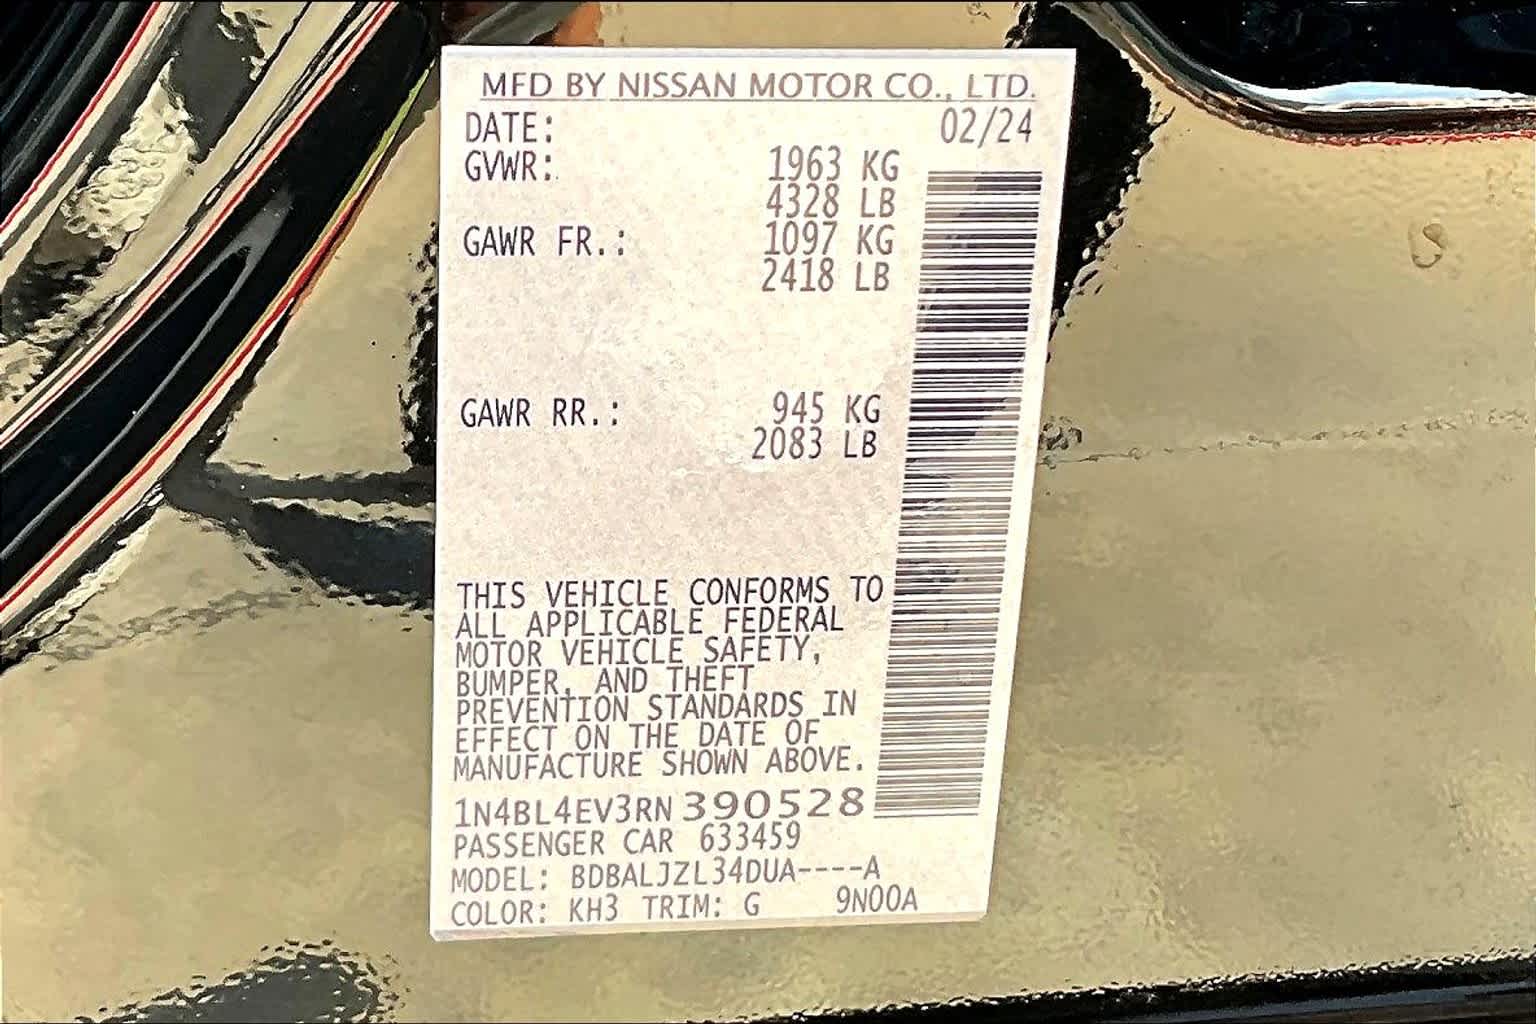 MFD BY NISSAN MOTOR CO., LTD.
DATE: 02/24
GVWR: 1963 KG
4328 LB
GAWR FR.: 1097 KG
2418 LB
GAWR RR.: 945 KG
2083 LB
THIS VEHICLE CONFORMS TO
ALL APPLICABLE FEDERAL
MOTOR VEHICLE SAFETY,
BUMPER, AND THEFT
PREVENTION STANDARDS IN
EFFECT ON THE DATE OF
MANUFACTURE SHOWN ABOVE.
1N4BL4EV3RN390528
PASSENGER CAR 633459
MODEL: BDBALJZL34DUA----A
COLOR: KH3 TRIM: G 9N00A